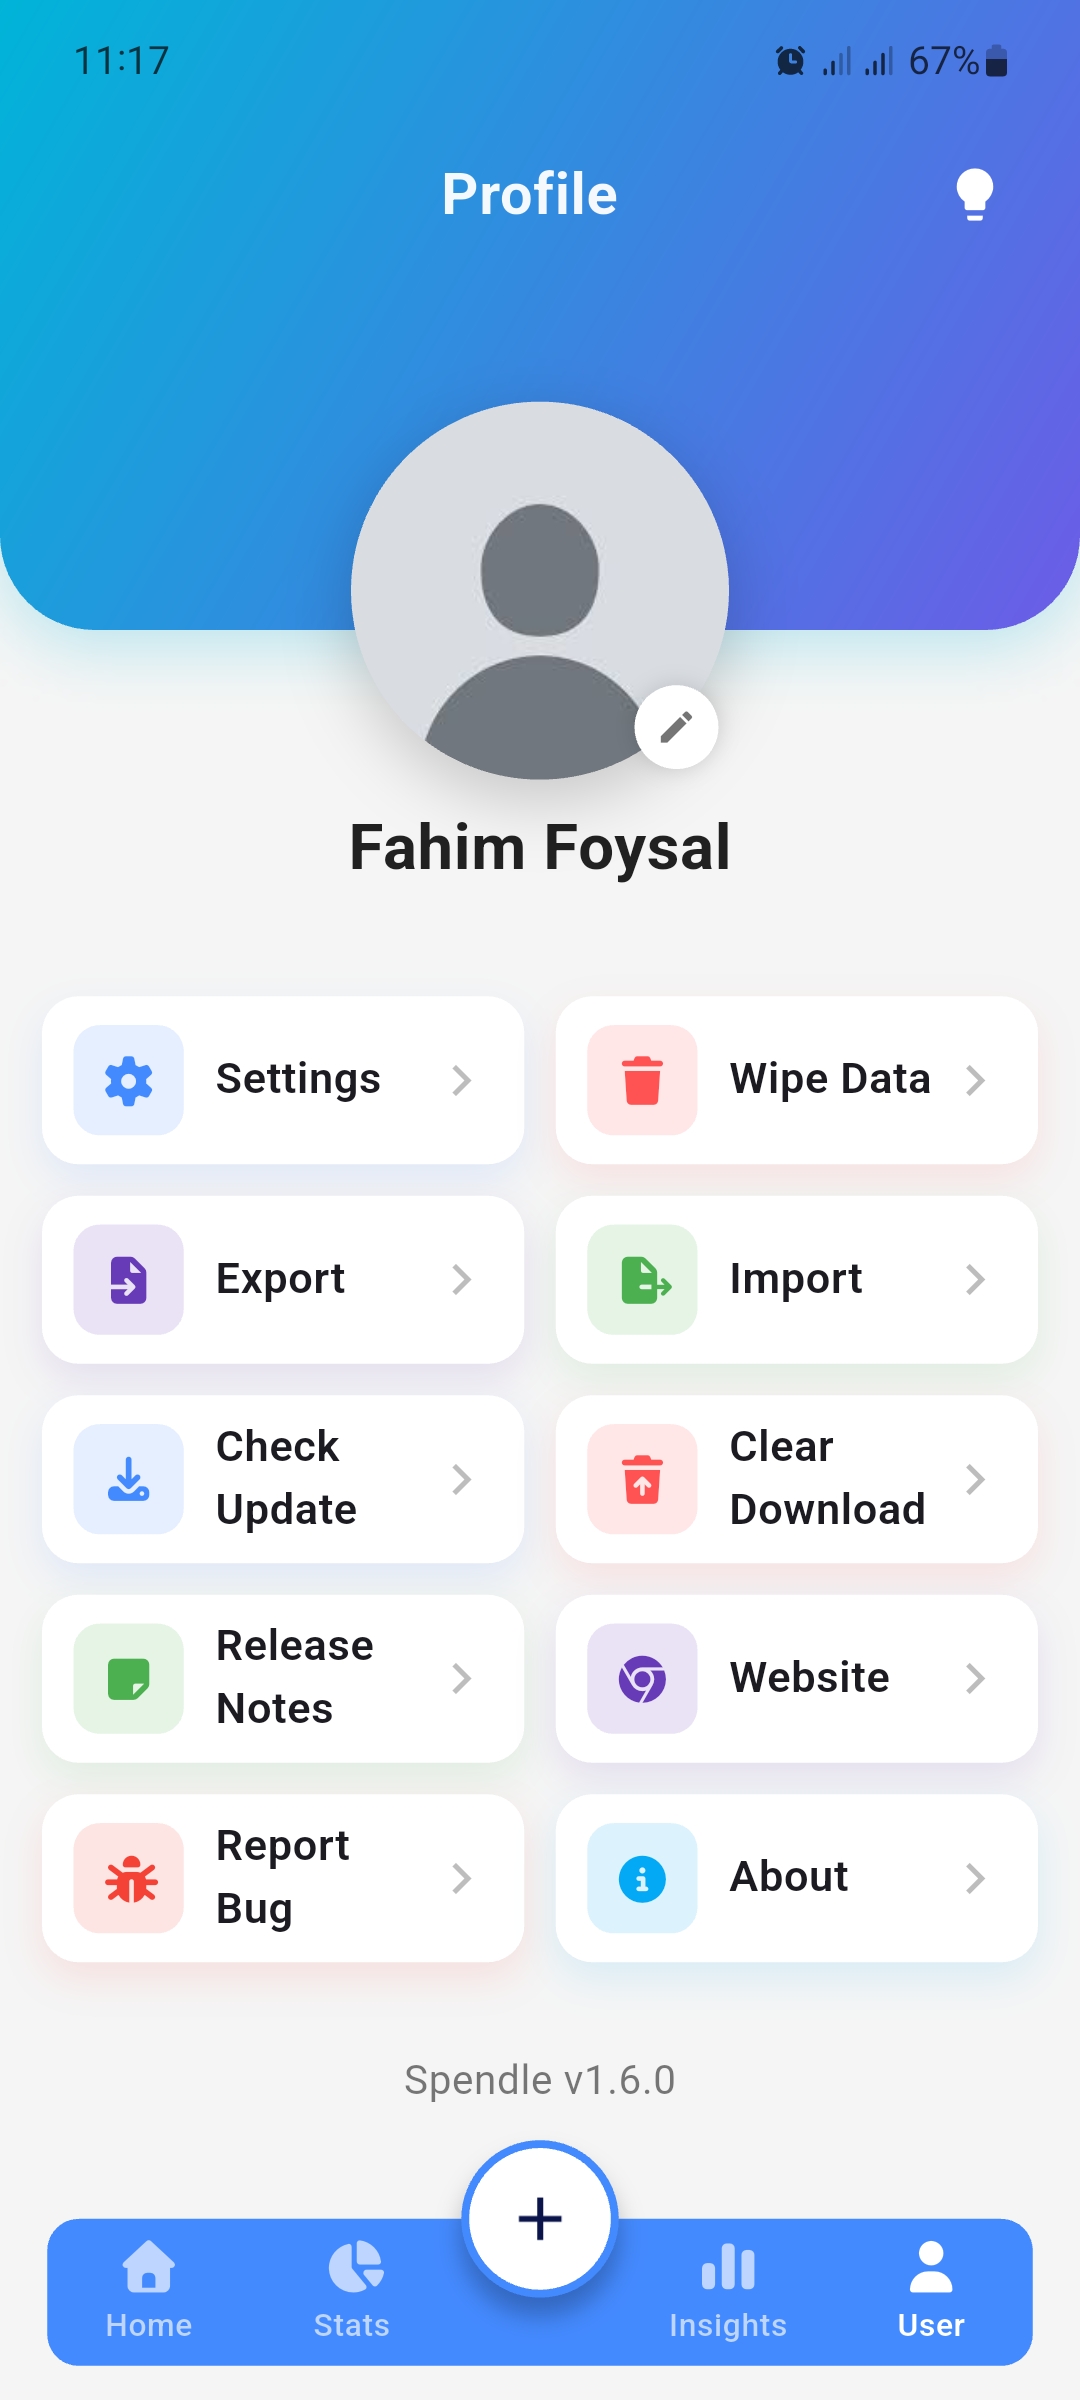 11:17
67%
Profile
Fahim Foysal
Settings
Wipe Data
Export
Import
Check
Update
Clear
Download
Release
Notes
Website
Report
Bug
About
Spendle v1.6.0
Home
Stats
Insights
User